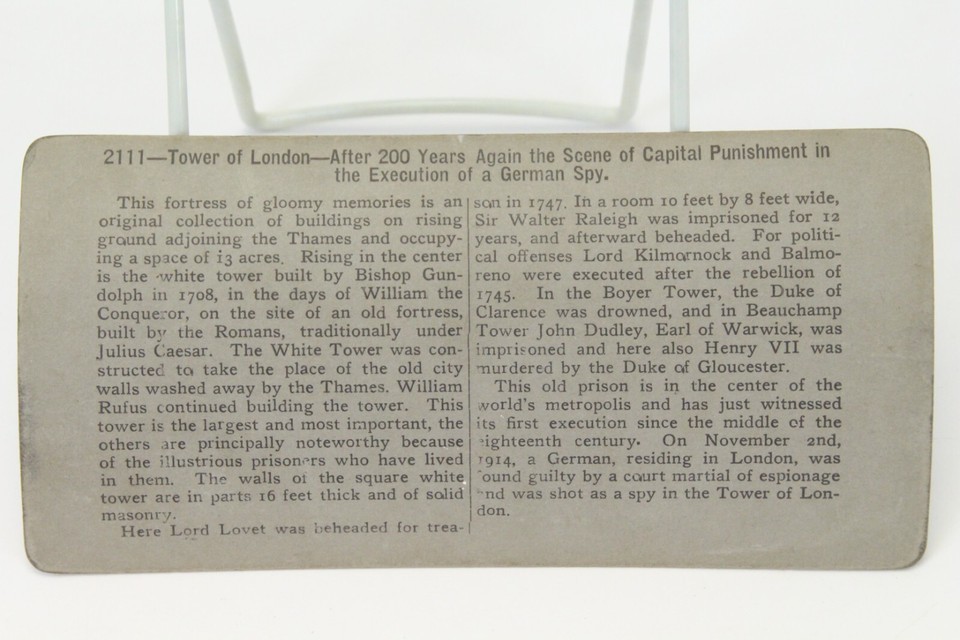 2111—Tower of London—After 200 Years Again the Scene of Capital Punishment in
the Execution of a German Spy.
This fortress of gloomy memories is an
original collection of buildings on rising
ground adjoining the Thames and occupy-
ing a space of 13 acres. Rising in the center
is the white tower built by Bishop Gun-
dolph in 1708, in the days of William the
Conqueror, on the site of an old fortress,
built by the Romans, traditionally under
Julius Caesar. The White Tower was con-
structed to take the place of the old city
walls washed away by the Thames. William
Rufus continued building the tower. This
tower is the largest and most important, the
others are principally noteworthy because
of the illustrious prisoners who have lived
in them. The walls of the square white
tower are in parts 16 feet thick and of solid
masonry.
Here Lord Lovet was beheaded for trea-
son in 1747. In a room 10 feet by 8 feet wide,
Sir Walter Raleigh was imprisoned for 12
years, and afterward beheaded. For politi-
cal offenses Lord Kilmarnock and Balmo-
reno were executed after the rebellion of
1745. In the Boyer Tower, the Duke of
Clarence was drowned, and in Beauchamp
Tower John Dudley, Earl of Warwick, was
imprisoned and here also Henry VII was
murdered by the Duke of Gloucester.
This old prison is in the center of the
world's metropolis and has just witnessed
its first execution since the middle of the
eighteenth century. On November 2nd,
1914, a German, residing in London, was
found guilty by a court martial of espionage
and was shot as a spy in the Tower of Lon-
don.